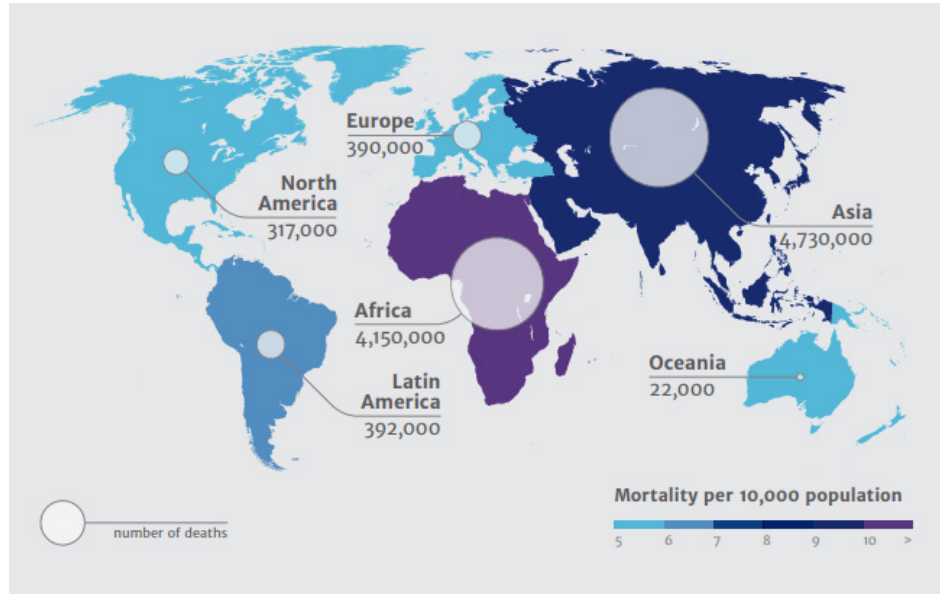 Europe
390,000
North
America
317,000
Asia
4,730,000
Africa
4,150,000
Oceania
22,000
Latin
America
392,000
Mortality per 10,000 population
number of deaths
5 6 7 8 9 10 >